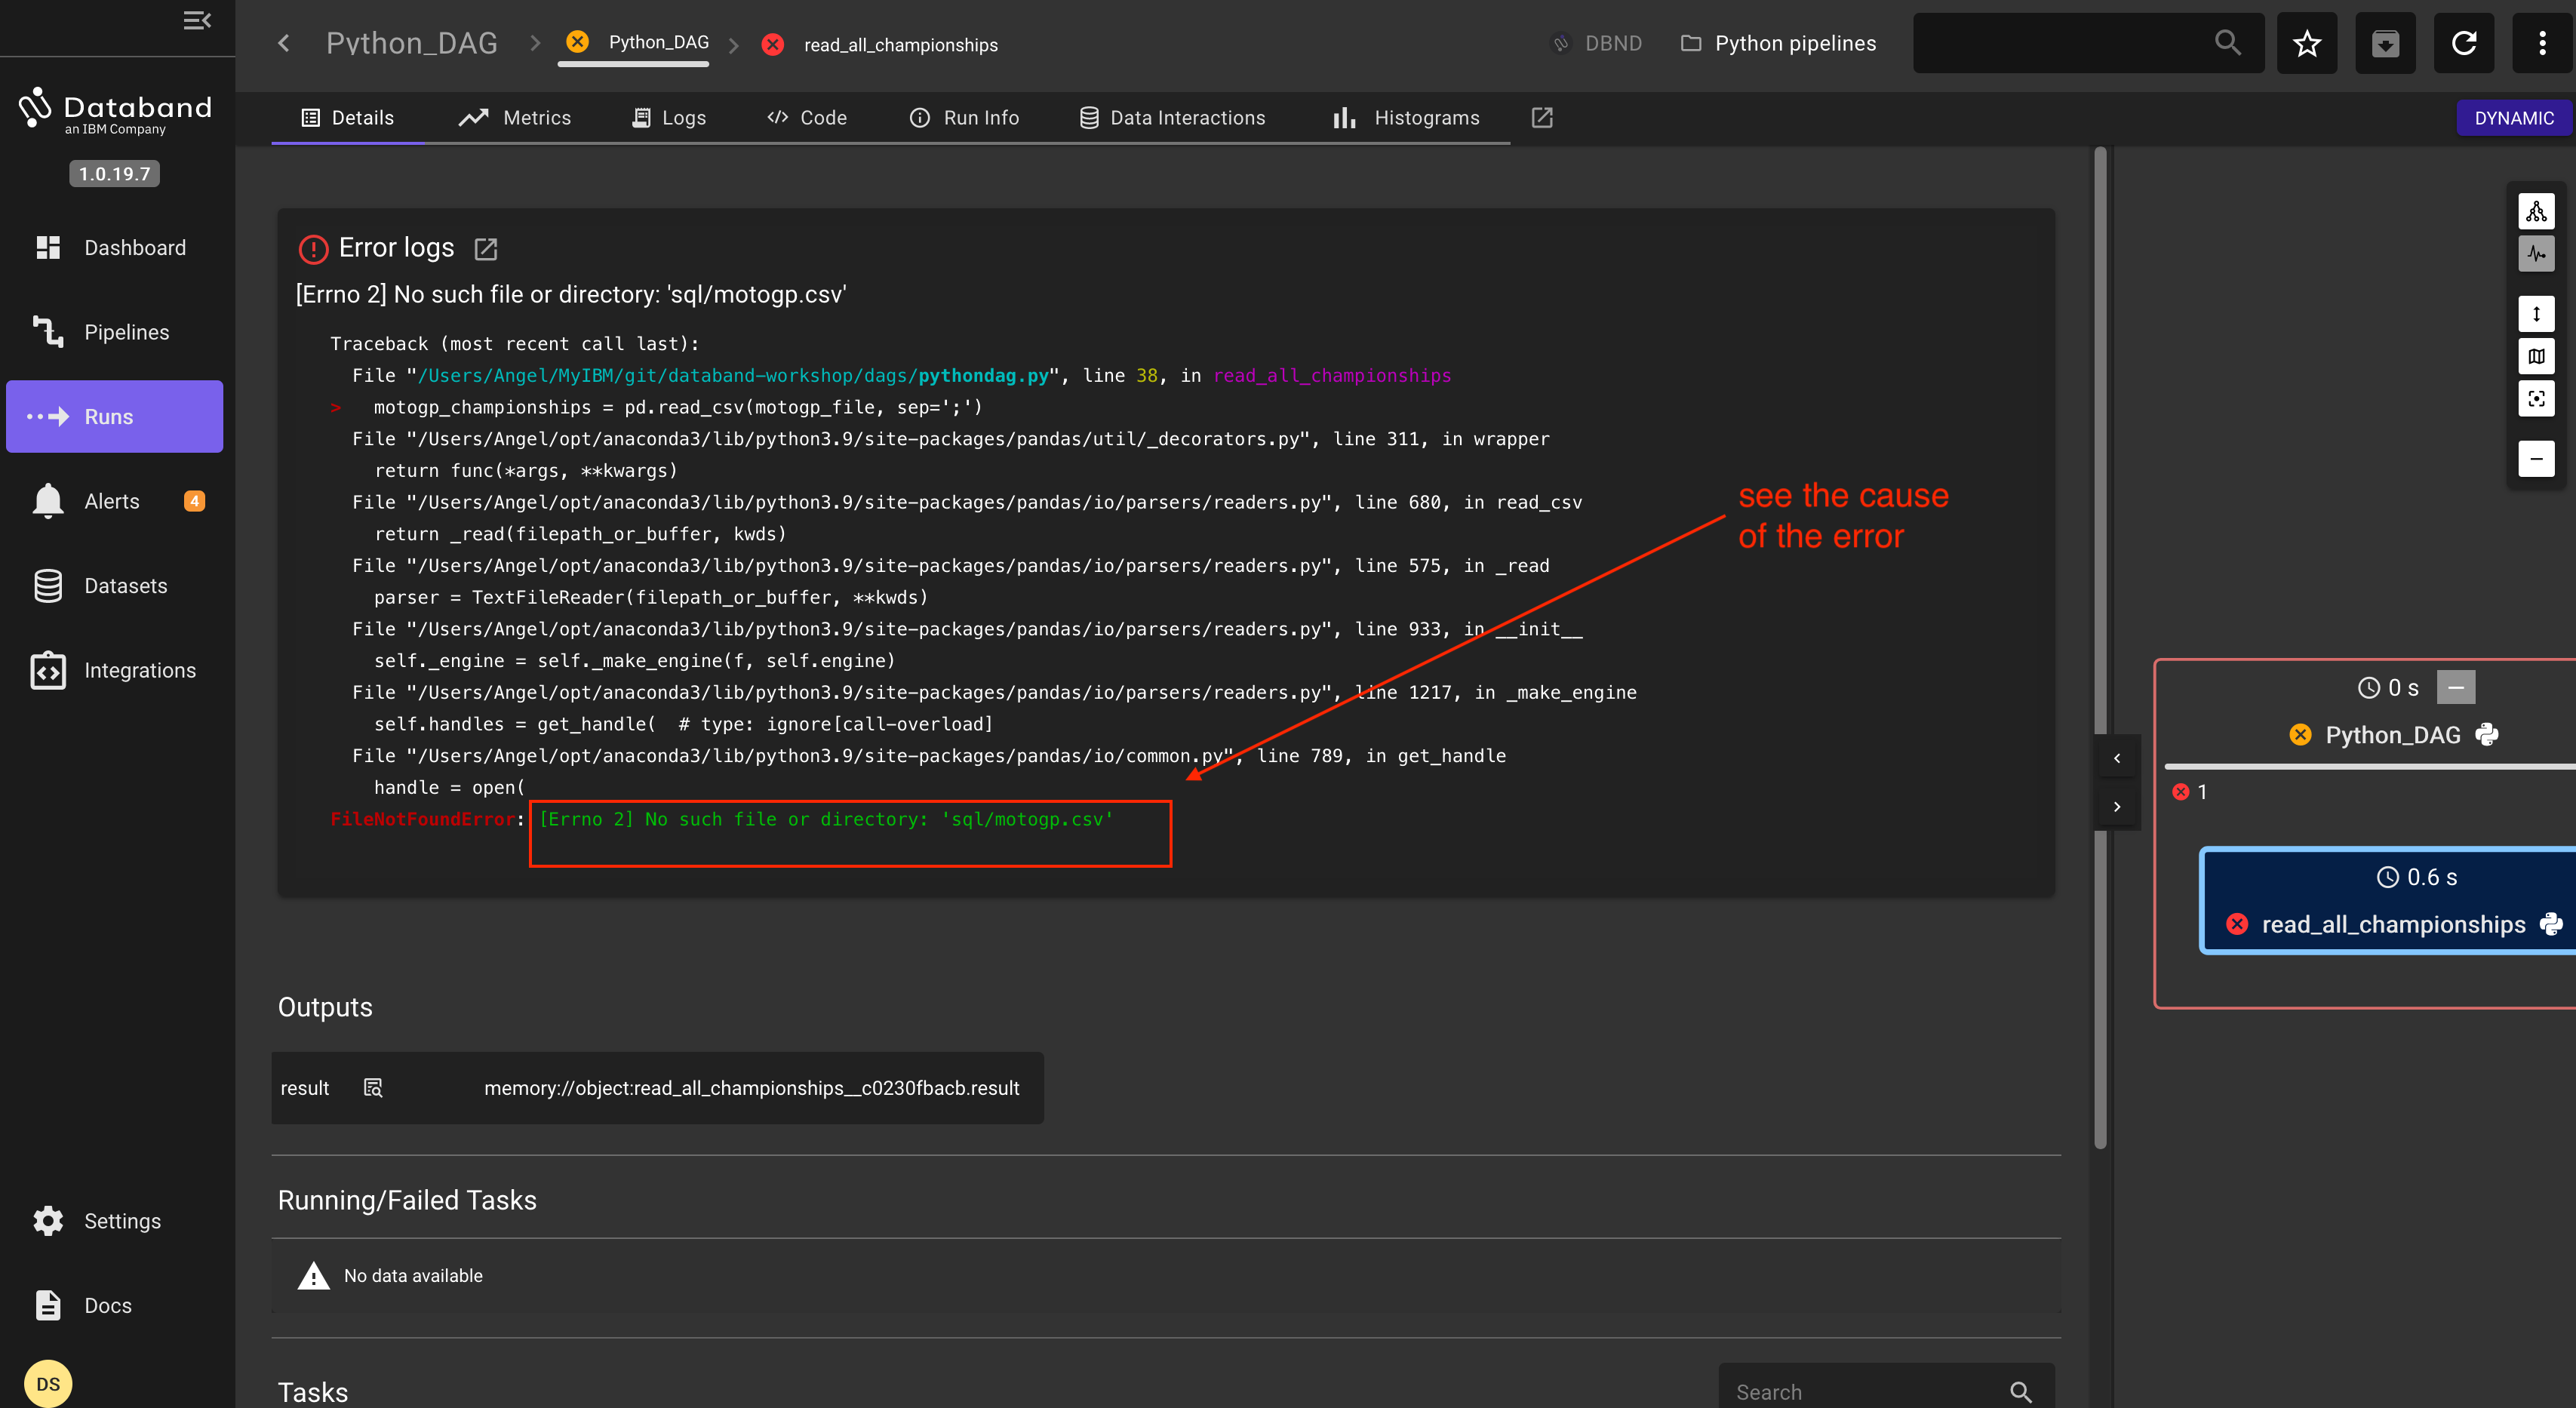 Python_DAG
Python_DAG
read_all_championships
DBND
Python pipelines
Databand
an IBM Company
1.0.19.7
Dashboard
Pipelines
Runs
Alerts
4
Datasets
Integrations
Settings
Docs
DS
Details
Metrics
Logs
Code
Run Info
Data Interactions
Histograms
DYNAMIC
Error logs
[Errno 2] No such file or directory: 'sql/motogp.csv'
Traceback (most recent call last):
File "/Users/Angel/MyIBM/git/databand-workshop/dags/pythondag.py", line 38, in read_all_championships
> motogp_championships = pd.read_csv(motogp_file, sep=';')
File "/Users/Angel/opt/anaconda3/lib/python3.9/site-packages/pandas/util/_decorators.py", line 311, in wrapper
return func(*args, **kwargs)
File "/Users/Angel/opt/anaconda3/lib/python3.9/site-packages/pandas/io/parsers/readers.py", line 680, in read_csv
return _read(filepath_or_buffer, kwds)
File "/Users/Angel/opt/anaconda3/lib/python3.9/site-packages/pandas/io/parsers/readers.py", line 575, in _read
parser = TextFileReader(filepath_or_buffer, **kwds)
File "/Users/Angel/opt/anaconda3/lib/python3.9/site-packages/pandas/io/parsers/readers.py", line 933, in __init__
self._engine = self._make_engine(f, self.engine)
File "/Users/Angel/opt/anaconda3/lib/python3.9/site-packages/pandas/io/parsers/readers.py", line 1217, in _make_engine
self.handles = get_handle(  # type: ignore[call-overload]
File "/Users/Angel/opt/anaconda3/lib/python3.9/site-packages/pandas/io/common.py", line 789, in get_handle
handle = open(
FileNotFoundError: [Errno 2] No such file or directory: 'sql/motogp.csv'
see the cause
of the error
Outputs
result
memory://object:read_all_championships__c0230fbacb.result
Running/Failed Tasks
No data available
Tasks
Search
0 s
Python_DAG
1
0.6 s
read_all_championships